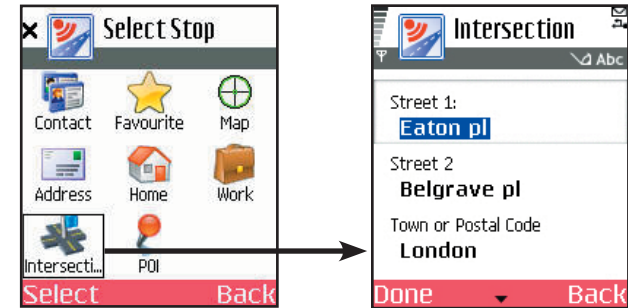 Select Stop
Contact Favourite Map
Address Home Work
Intersecti... POI
Select Back
Intersection
Abc
Street 1:
Eaton pl
Street 2
Belgrave pl
Town or Postal Code
London
Done Back